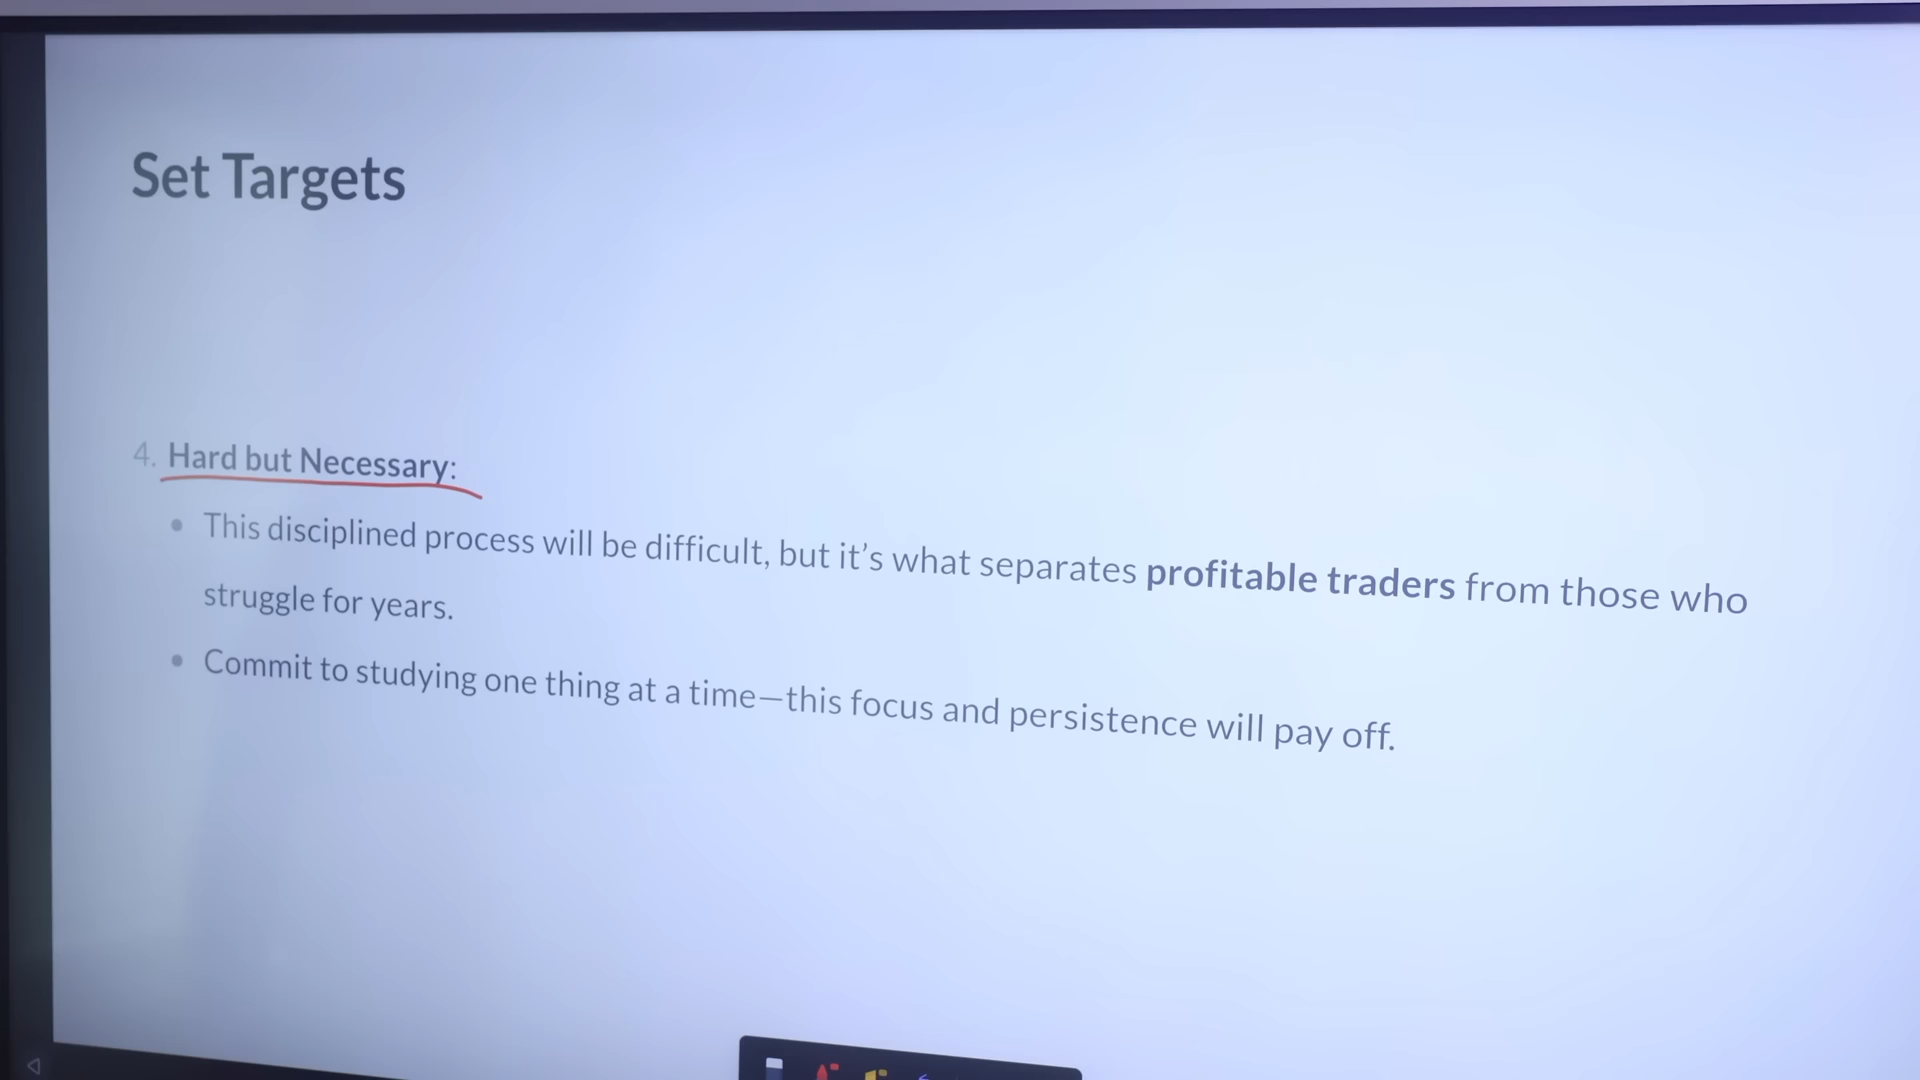 Set Targets
4. Hard but Necessary:
• This disciplined process will be difficult, but it’s what separates profitable traders from those who
struggle for years.
• Commit to studying one thing at a time—this focus and persistence will pay off.